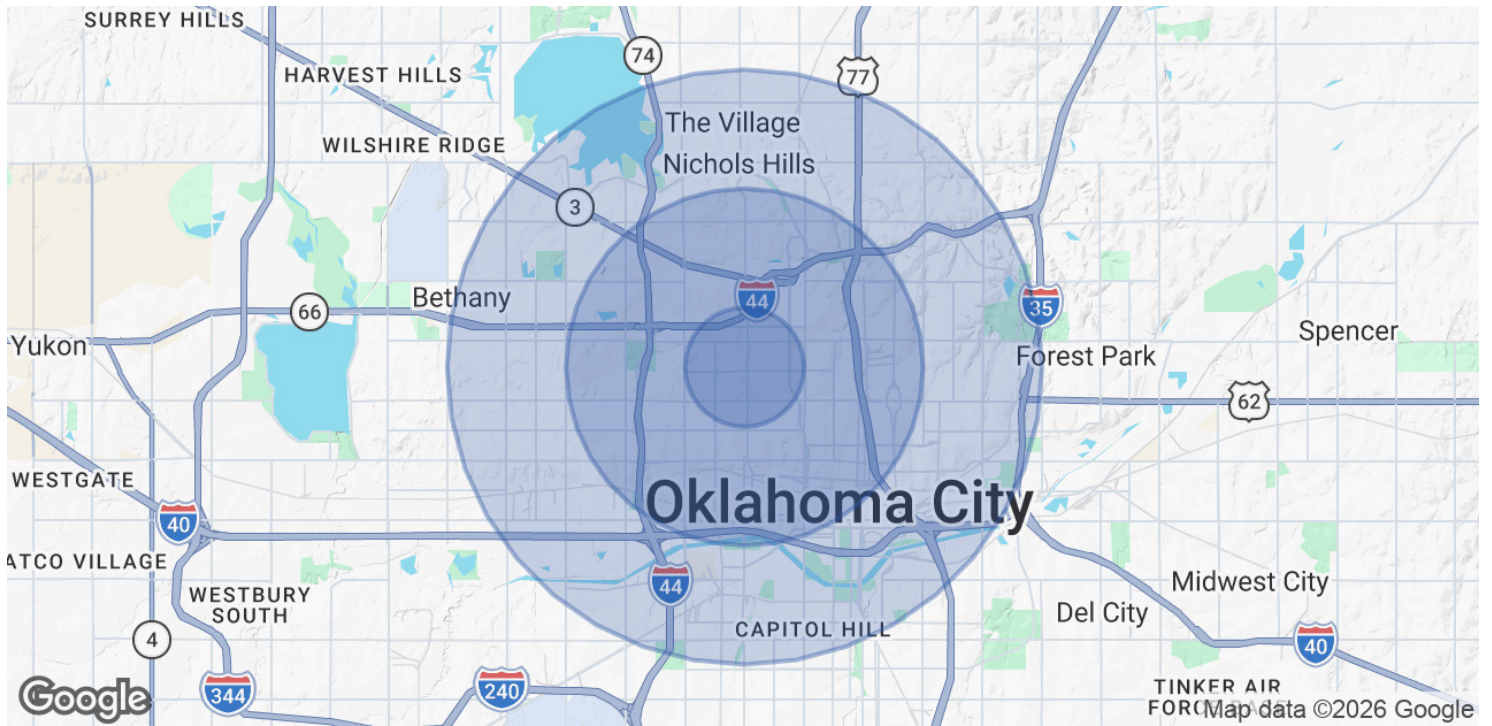 SURREY HILLS
74
HARVEST HILLS
77
The Village
WILSHIRE RIDGE
Nichols Hills
3
Bethany
44
66
35
Spencer
Yukon
Forest Park
62
WESTGATE
Oklahoma City
40
ATCO VILLAGE
44
Midwest City
WESTBURY
SOUTH
Del City
CAPITOL HILL
4
40
344
240
TINKER AIR
FORCE BASE
Google
Map data ©2026 Google